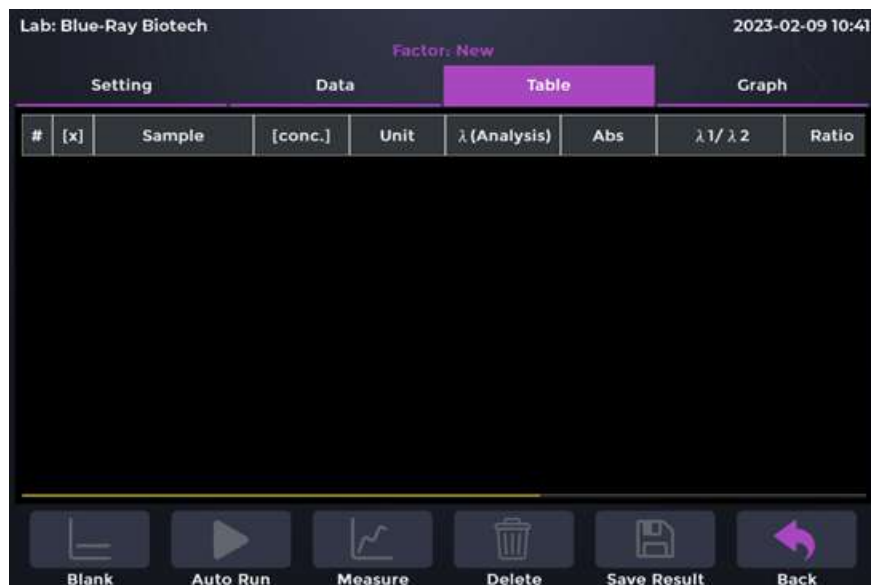 Lab: Blue-Ray Biotech 2023-02-09 10:41
Factor: New
Setting Data Table Graph
# [x] Sample [conc.] Unit λ(Analysis) Abs λ1/λ2 Ratio
Blank Auto Run Measure Delete Save Result Back